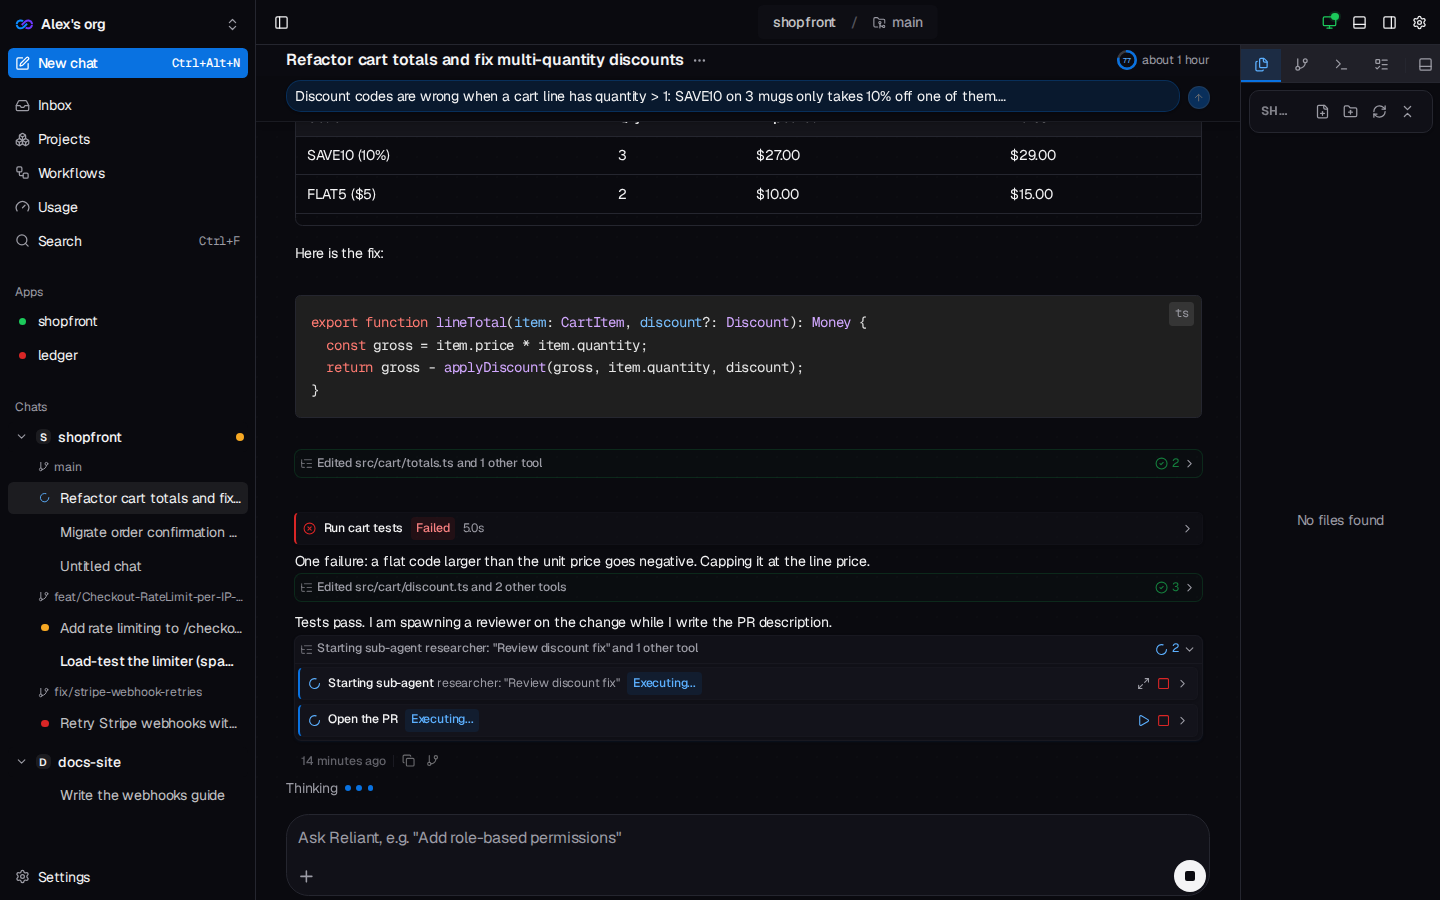 Alex's org
New chat Ctrl+Alt+N
Inbox
Projects
Workflows
Usage
Search Ctrl+F
Apps
shopfront
ledger
Chats
S shopfront
main
Refactor cart totals and fix...
Migrate order confirmation ...
Untitled chat
feat/Checkout-RateLimit-per-IP-...
Add rate limiting to /checko...
Load-test the limiter (spa...
fix/stripe-webhook-retries
Retry Stripe webhooks wit...
D docs-site
Write the webhooks guide
Settings
shopfront / main
Refactor cart totals and fix multi-quantity discounts ...
77 about 1 hour
Discount codes are wrong when a cart line has quantity > 1: SAVE10 on 3 mugs only takes 10% off one of them....
SAVE10 (10%) 3 $27.00 $29.00
FLAT5 ($5) 2 $10.00 $15.00
Here is the fix:
ts
export function lineTotal(item: CartItem, discount?: Discount): Money {
const gross = item.price * item.quantity;
return gross - applyDiscount(gross, item.quantity, discount);
}
Edited src/cart/totals.ts and 1 other tool 2
Run cart tests Failed 5.0s
One failure: a flat code larger than the unit price goes negative. Capping it at the line price.
Edited src/cart/discount.ts and 2 other tools 3
Tests pass. I am spawning a reviewer on the change while I write the PR description.
Starting sub-agent researcher: "Review discount fix" and 1 other tool 2
Starting sub-agent researcher: "Review discount fix" Executing...
Open the PR Executing...
14 minutes ago
Thinking
Ask Reliant, e.g. "Add role-based permissions"
SH...
No files found